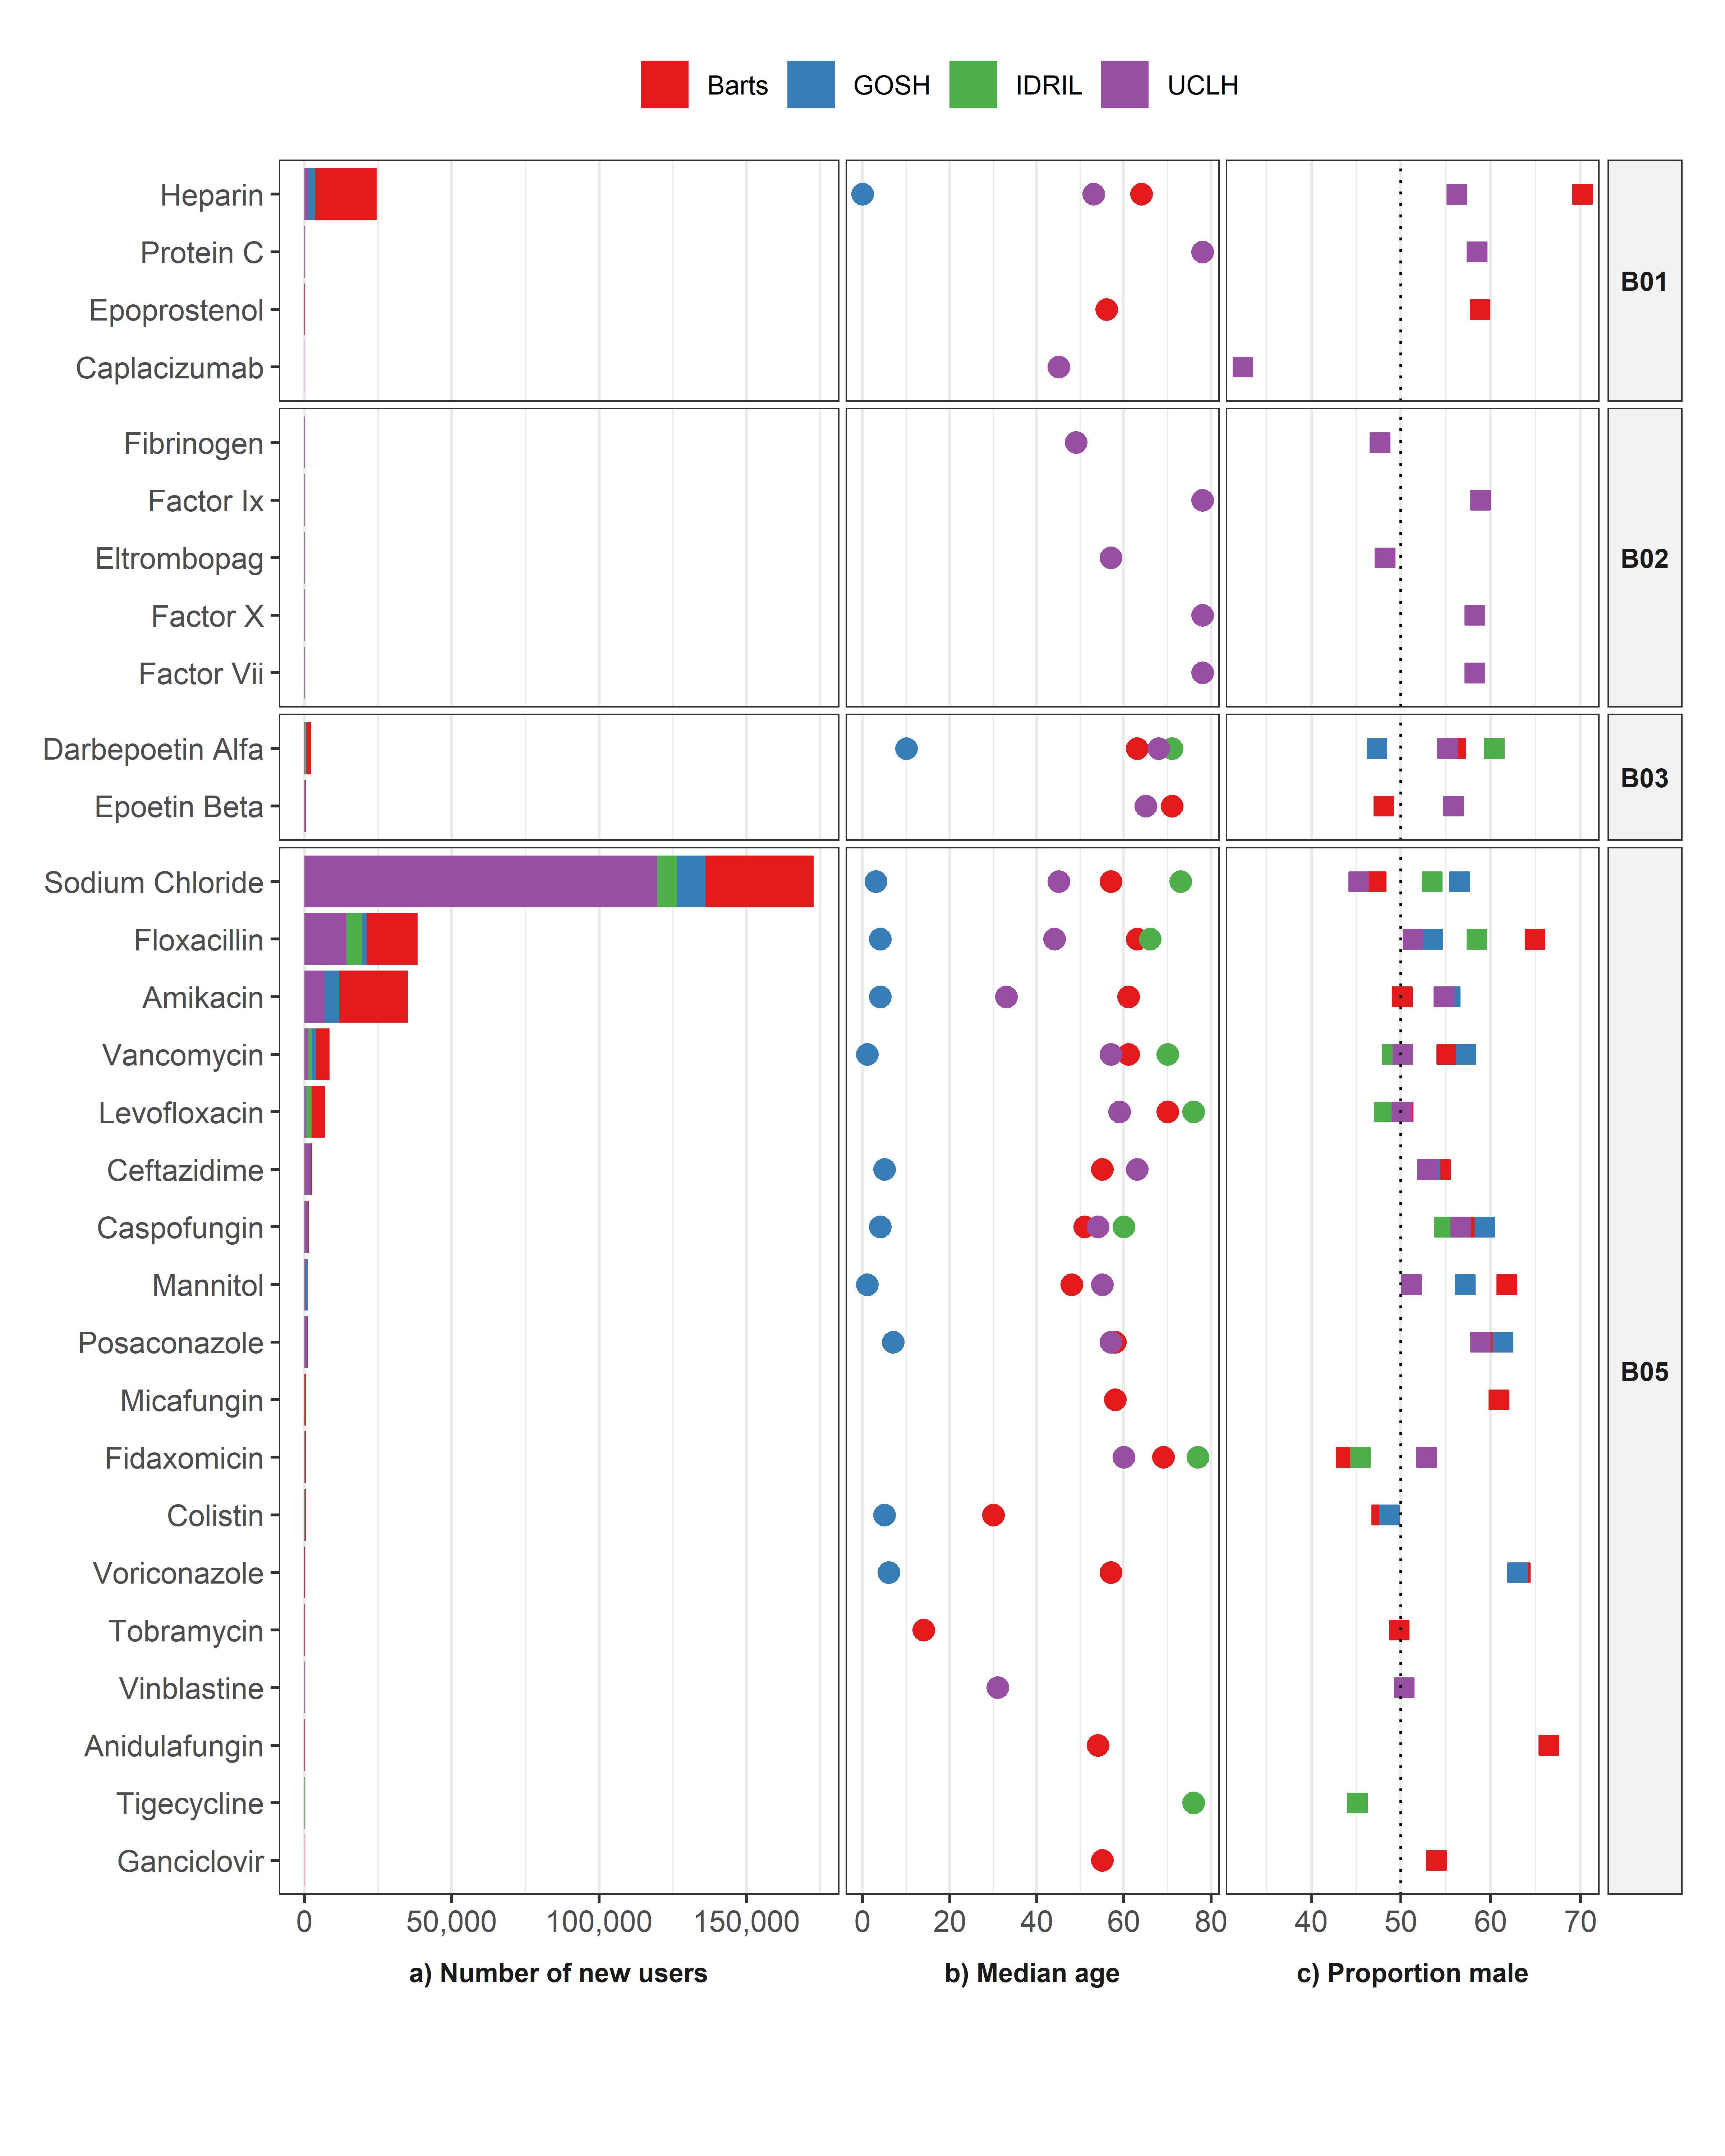 Barts GOSH IDRIL UCLH
Heparin
Protein C
Epoprostenol
Caplacizumab
B01
Fibrinogen
Factor Ix
Eltrombopag
Factor X
Factor Vii
B02
Darbepoetin Alfa
Epoetin Beta
B03
Sodium Chloride
Floxacillin
Amikacin
Vancomycin
Levofloxacin
Ceftazidime
Caspofungin
Mannitol
Posaconazole
Micafungin
Fidaxomicin
Colistin
Voriconazole
Tobramycin
Vinblastine
Anidulafungin
Tigecycline
Ganciclovir
B05
0 50,000 100,000 150,000 0 20 40 60 80 40 50 60 70
a) Number of new users b) Median age c) Proportion male